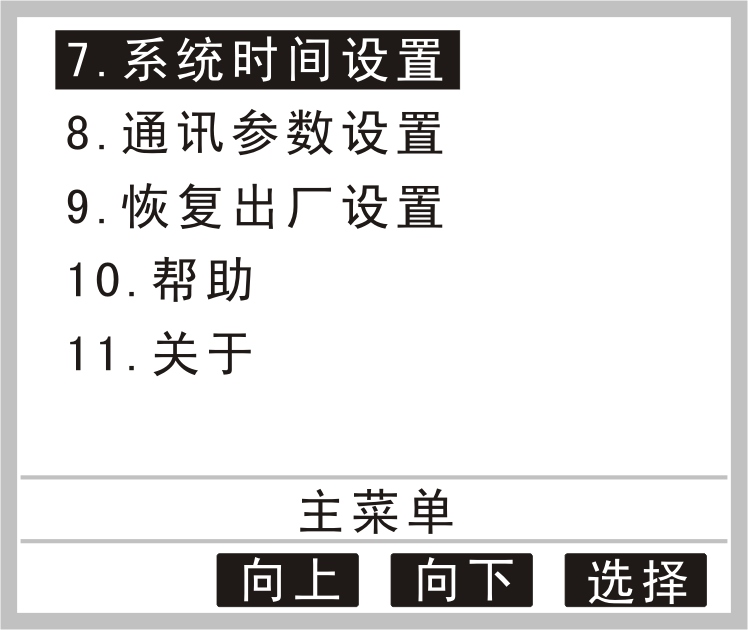 7.系统时间设置
8.通讯参数设置
9.恢复出厂设置
10.帮助
11.关于
主菜单
向上 向下 选择